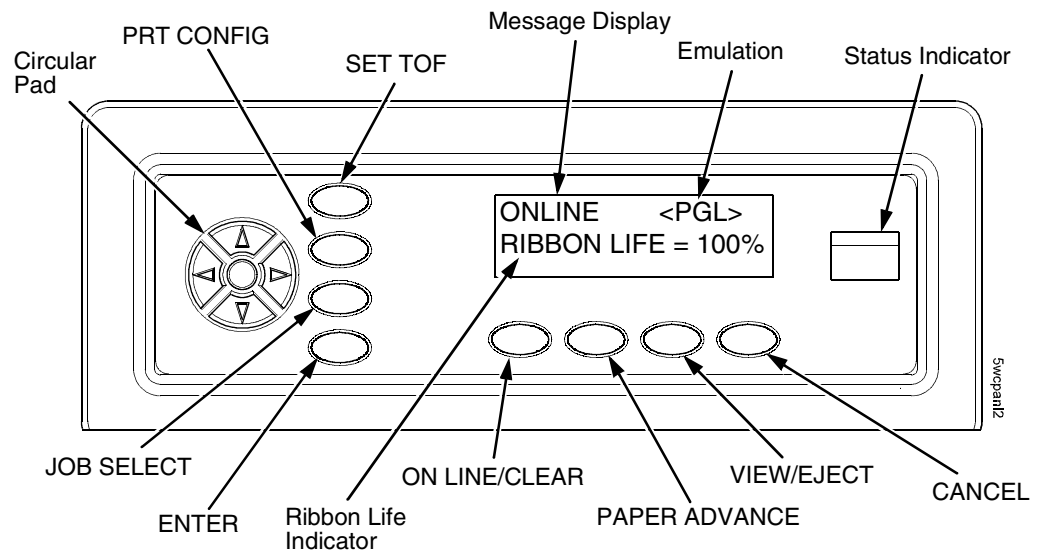 Message Display
PRT CONFIG
Emulation
Circular
Pad
SET TOF
Status Indicator
ONLINE <PGL>
RIBBON LIFE = 100%
5wcpanl2
JOB SELECT
ON LINE/CLEAR
VIEW/EJECT
CANCEL
ENTER
Ribbon Life
Indicator
PAPER ADVANCE